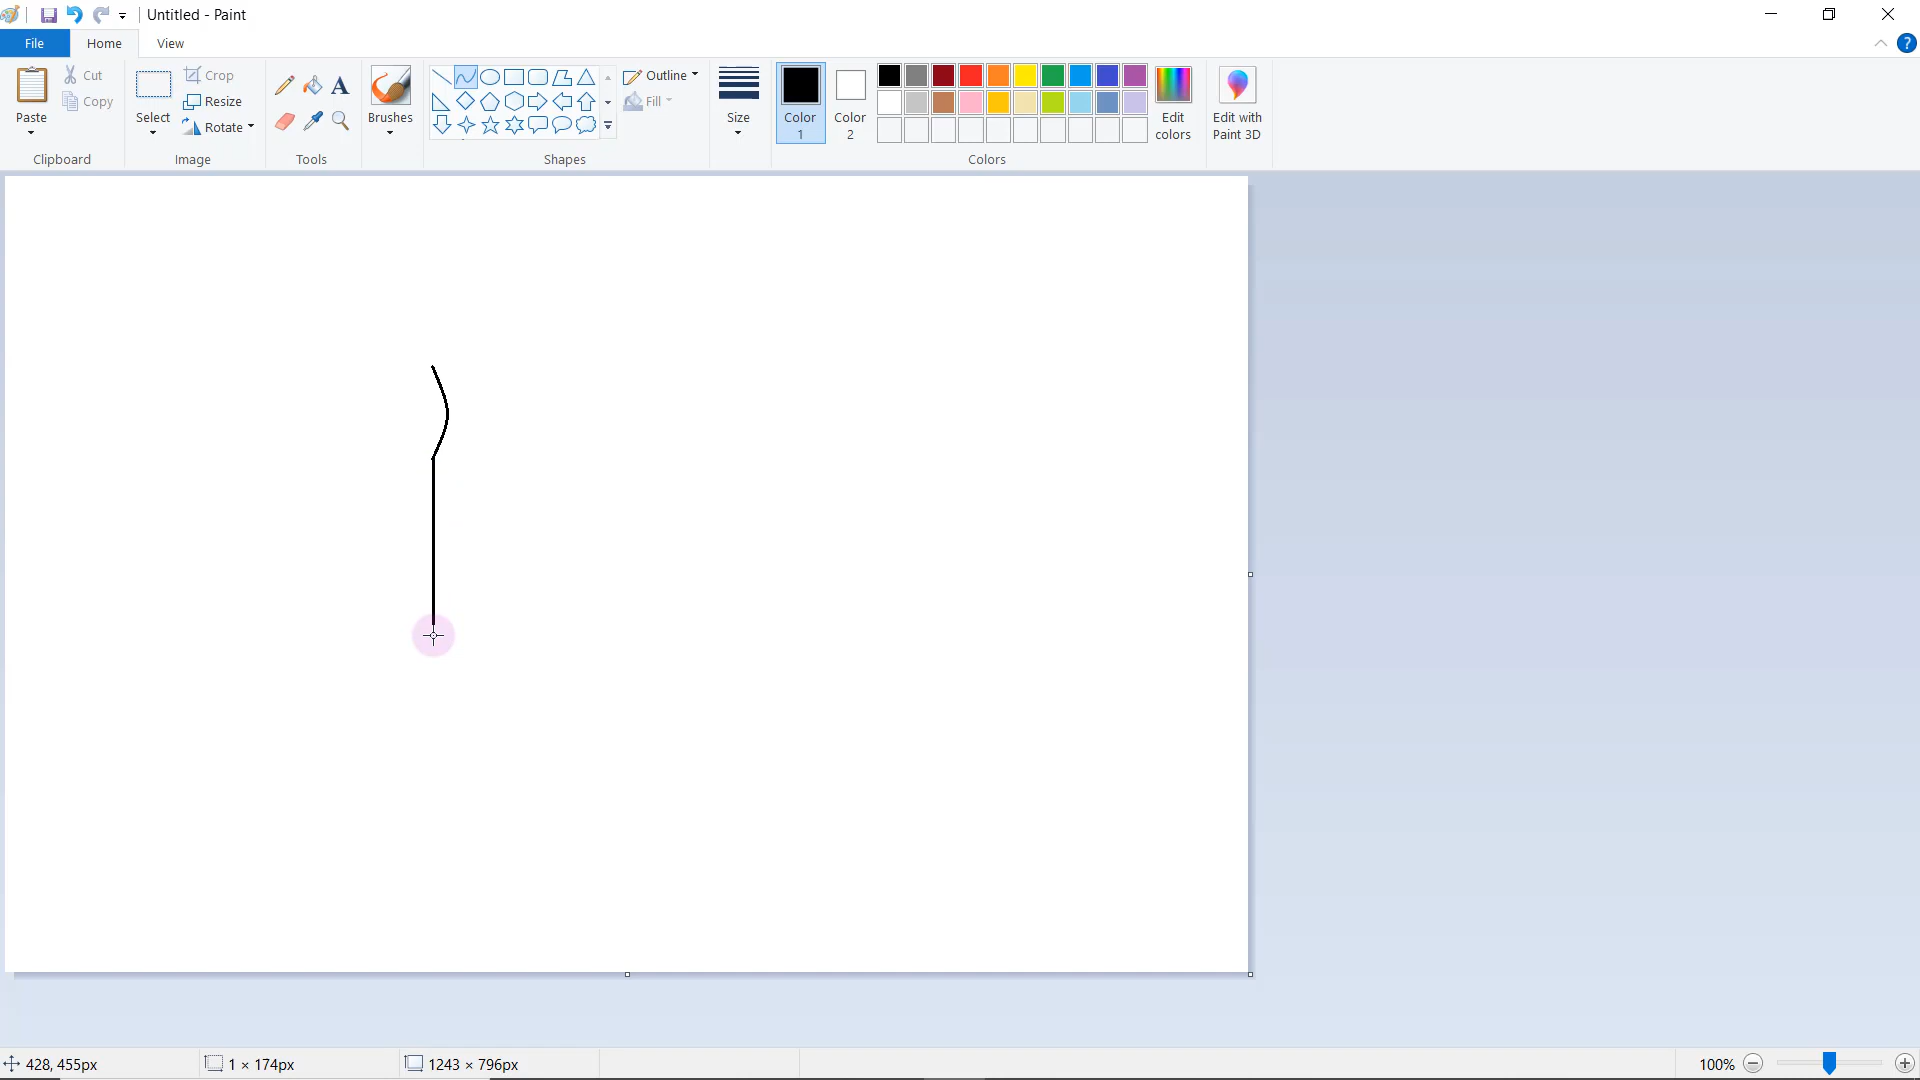 Untitled - Paint
File Home View
Paste Cut Copy
Select Crop Resize Rotate
A
Brushes
Outline Fill
Size
Color 1
Color 2
Edit colors
Edit with Paint 3D
?
Clipboard Image Tools Shapes Colors
428, 455px 1 × 174px 1243 × 796px 100%